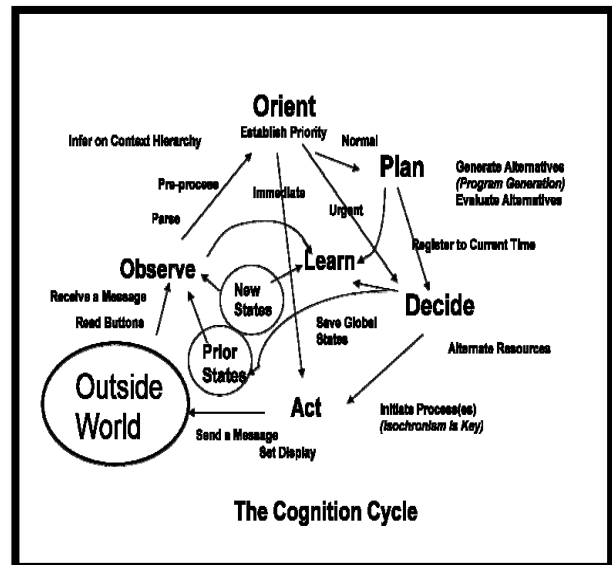 Orient
Establish Priority
Infer on Context Hierarchy
Normal
Plan
Generate Alternatives
(Program Generation)
Evaluate Alternatives
Pre-process
Immediate
Urgent
Parse
Register to Current Time
Learn
Observe
New
States
Decide
Receive a Message
Read Buttons
Save Global
States
Prior
States
Alternate Resources
Outside
World
Act
Initiate Process(es)
(Isochronism Is Key)
Send a Message
Set Display
The Cognition Cycle